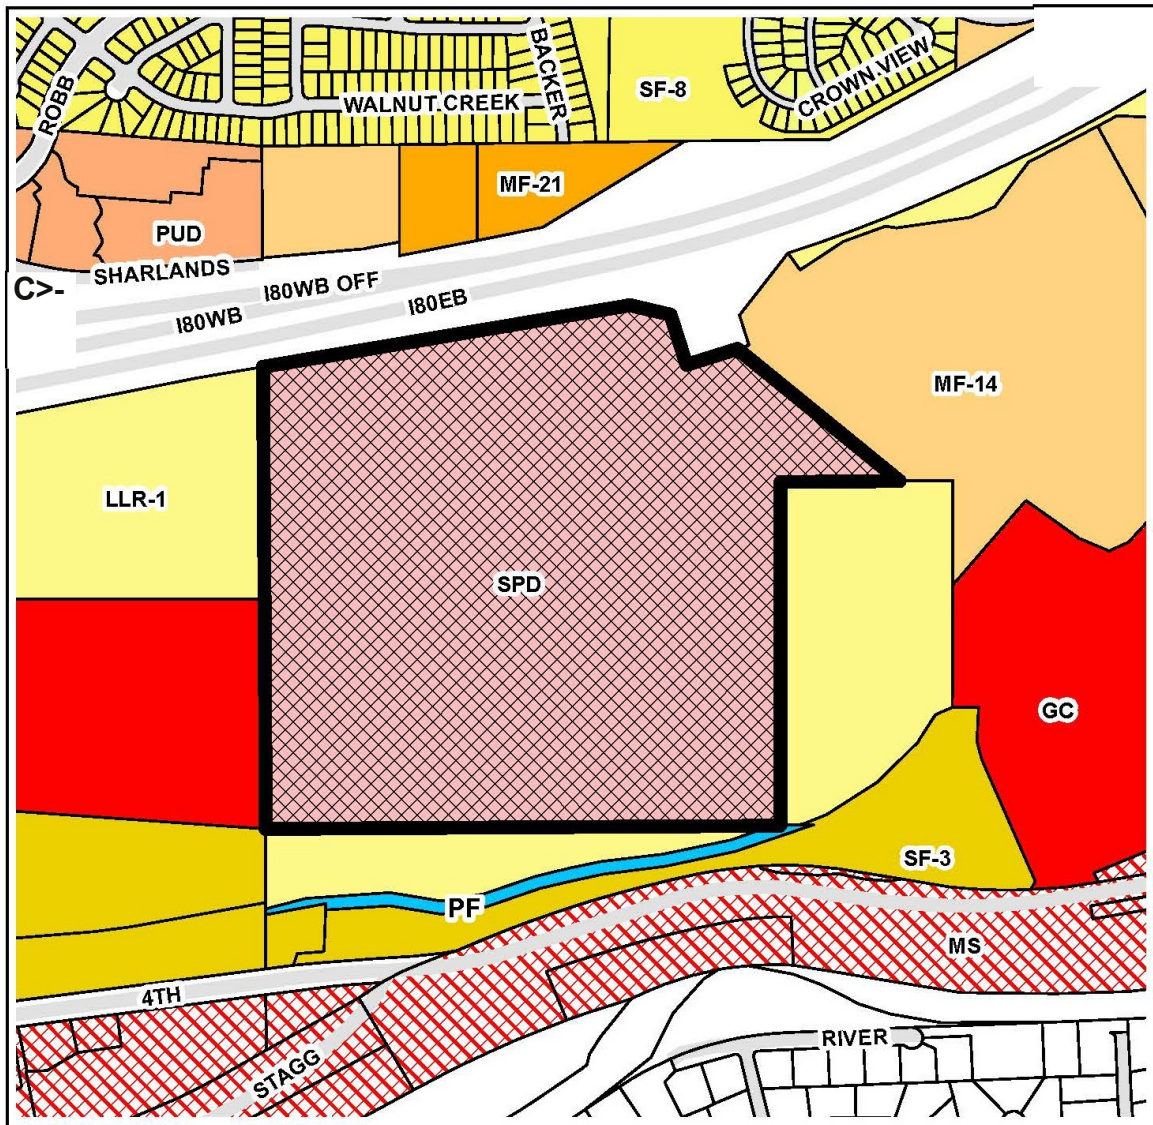 BACKER
SF-8
WALNUT CREEK
CROWN VIEW
ROBB
MF-21
PUD
SHARLANDS
C>-
I80WB OFF
I80EB
I80WB
MF-14
LLR-1
SPD
GC
SF-3
PF
MS
4TH
RIVER
STAGG